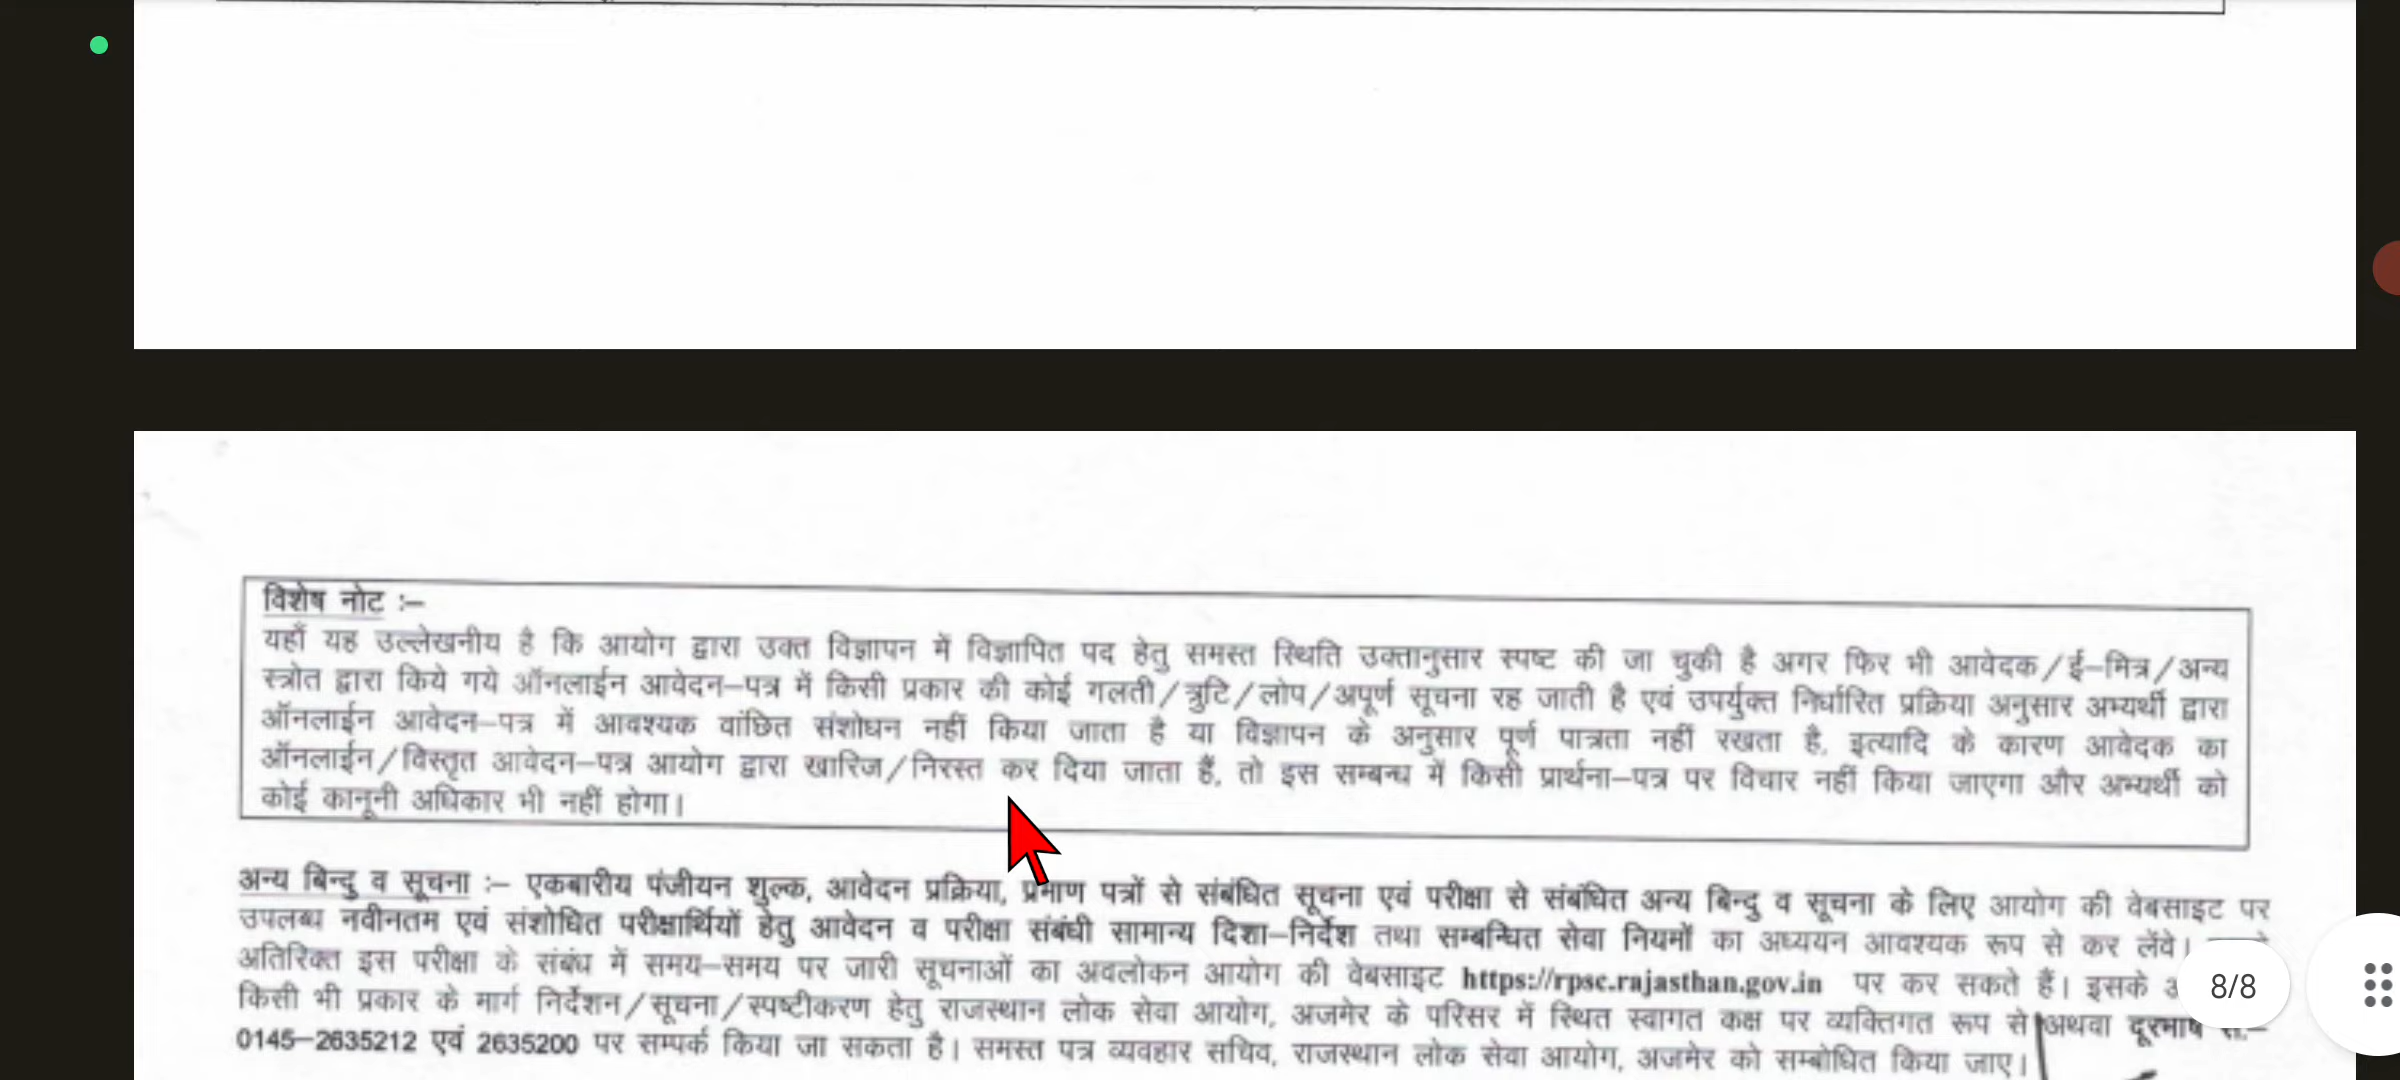 विशेष नोट :–
यहाँ यह उल्लेखनीय है कि आयोग द्वारा उक्त विज्ञापन में विज्ञापित पद हेतु समस्त स्थिति उक्तानुसार स्पष्ट की जा चुकी है अगर फिर भी आवेदक/ई–मित्र/अन्य
स्त्रोत द्वारा किये गये ऑनलाईन आवेदन–पत्र में किसी प्रकार की कोई गलती/त्रुटि/लोप/अपूर्ण सूचना रह जाती है एवं उपर्युक्त निर्धारित प्रक्रिया अनुसार अभ्यर्थी द्वारा
ऑनलाईन आवेदन–पत्र में आवश्यक वांछित संशोधन नहीं किया जाता है या विज्ञापन के अनुसार पूर्ण पात्रता नहीं रखता है, इत्यादि के कारण आवेदक का
ऑनलाईन/विस्तृत आवेदन–पत्र आयोग द्वारा खारिज/निरस्त कर दिया जाता हैं, तो इस सम्बन्ध में किसी प्रार्थना–पत्र पर विचार नहीं किया जाएगा और अभ्यर्थी को
कोई कानूनी अधिकार भी नहीं होगा।
अन्य बिन्दु व सूचना :– एकबारीय पंजीयन शुल्क, आवेदन प्रक्रिया, प्रमाण पत्रों से संबंधित सूचना एवं परीक्षा से संबंधित अन्य बिन्दु व सूचना के लिए आयोग की वेबसाइट पर
उपलब्ध नवीनतम एवं संशोधित परीक्षार्थियों हेतु आवेदन व परीक्षा संबंधी सामान्य दिशा–निर्देश तथा सम्बन्धित सेवा नियमों का अध्ययन आवश्यक रूप से कर लेंवे।
अतिरिक्त इस परीक्षा के संबंध में समय–समय पर जारी सूचनाओं का अवलोकन आयोग की वेबसाइट https://rpsc.rajasthan.gov.in पर कर सकते हैं। इसके
किसी भी प्रकार के मार्ग निर्देशन/सूचना/स्पष्टीकरण हेतु राजस्थान लोक सेवा आयोग, अजमेर के परिसर में स्थित स्वागत कक्ष पर व्यक्तिगत रूप से अथवा दूरभाष सं.–
0145–2635212 एवं 2635200 पर सम्पर्क किया जा सकता है। समस्त पत्र व्यवहार सचिव, राजस्थान लोक सेवा आयोग, अजमेर को सम्बोधित किया जाए।
8/8